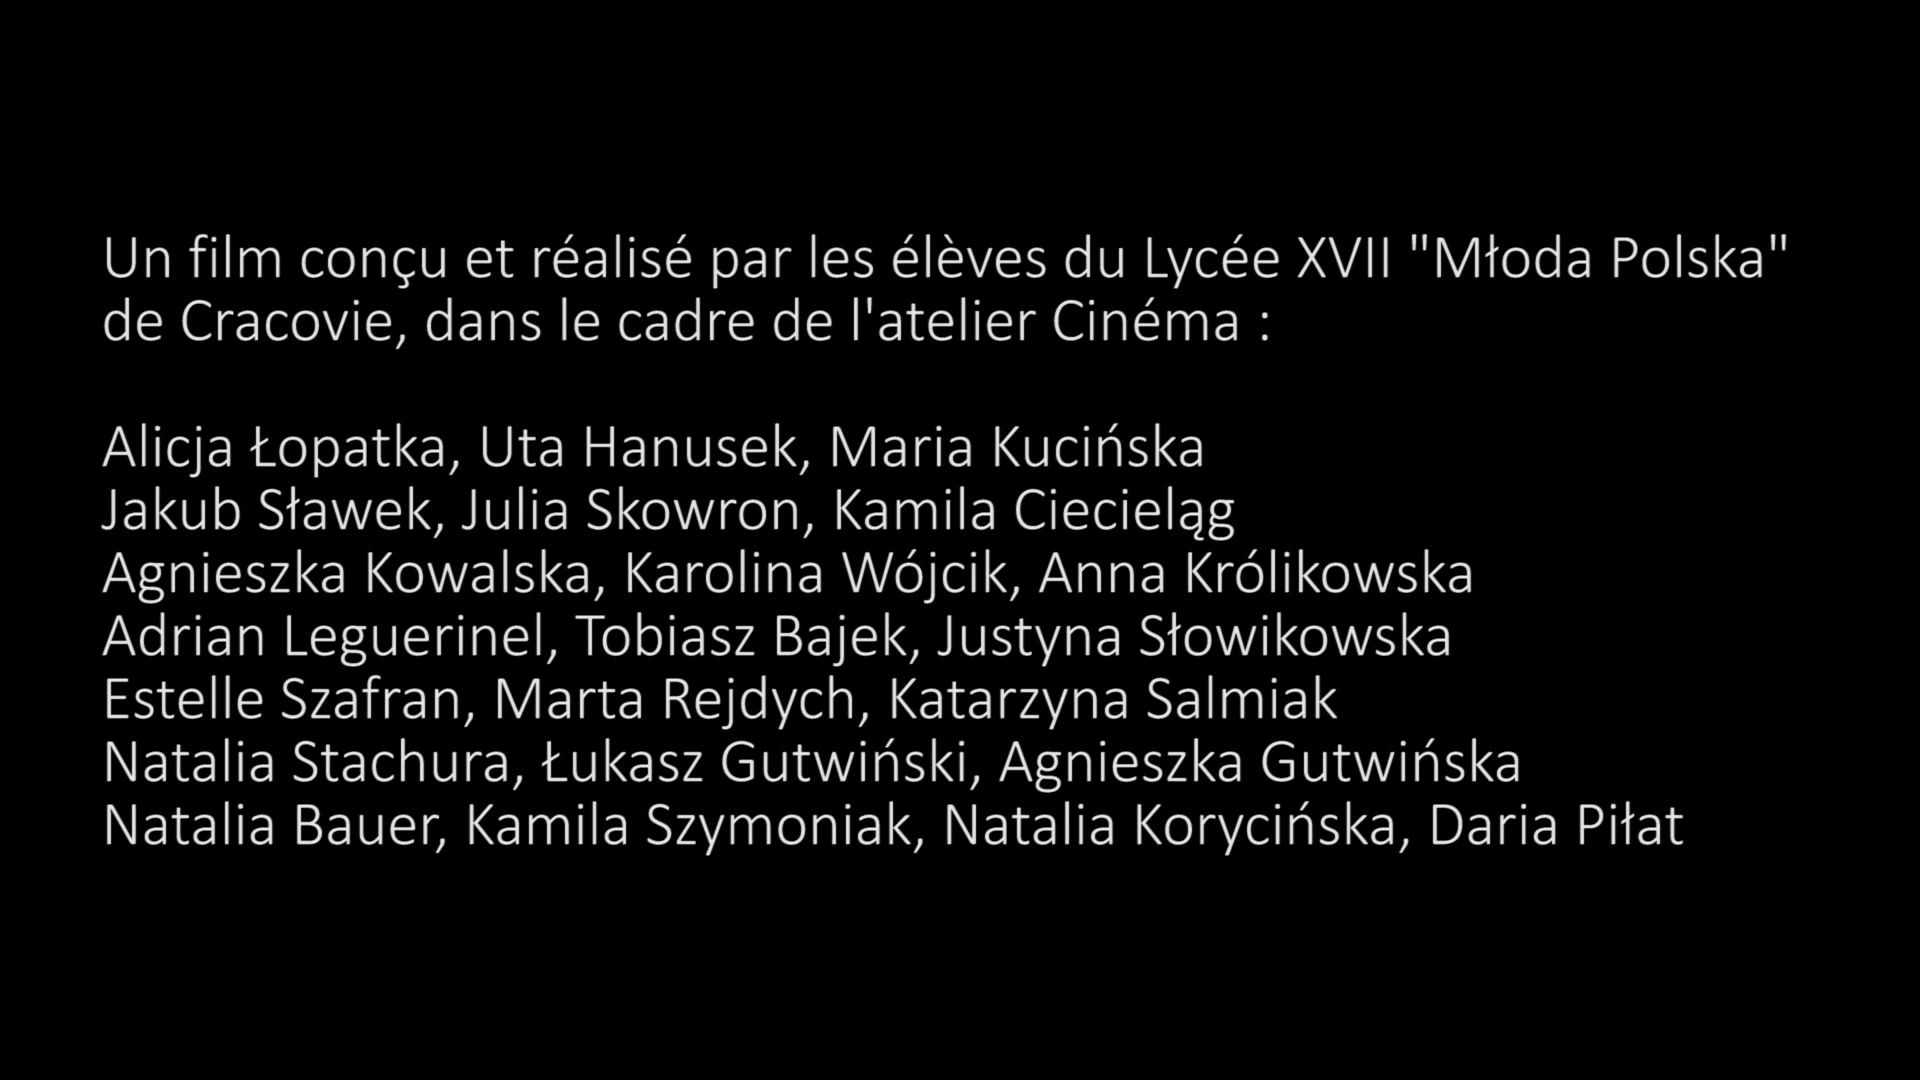 Un film conçu et réalisé par les élèves du Lycée XVII "Młoda Polska"
de Cracovie, dans le cadre de l'atelier Cinéma :
Alicja Łopatka, Uta Hanusek, Maria Kucińska
Jakub Sławek, Julia Skowron, Kamila Ciecieląg
Agnieszka Kowalska, Karolina Wójcik, Anna Królikowska
Adrian Leguerinel, Tobiasz Bajek, Justyna Słowikowska
Estelle Szafran, Marta Rejdych, Katarzyna Salmiak
Natalia Stachura, Łukasz Gutwiński, Agnieszka Gutwińska
Natalia Bauer, Kamila Szymoniak, Natalia Korycińska, Daria Piłat